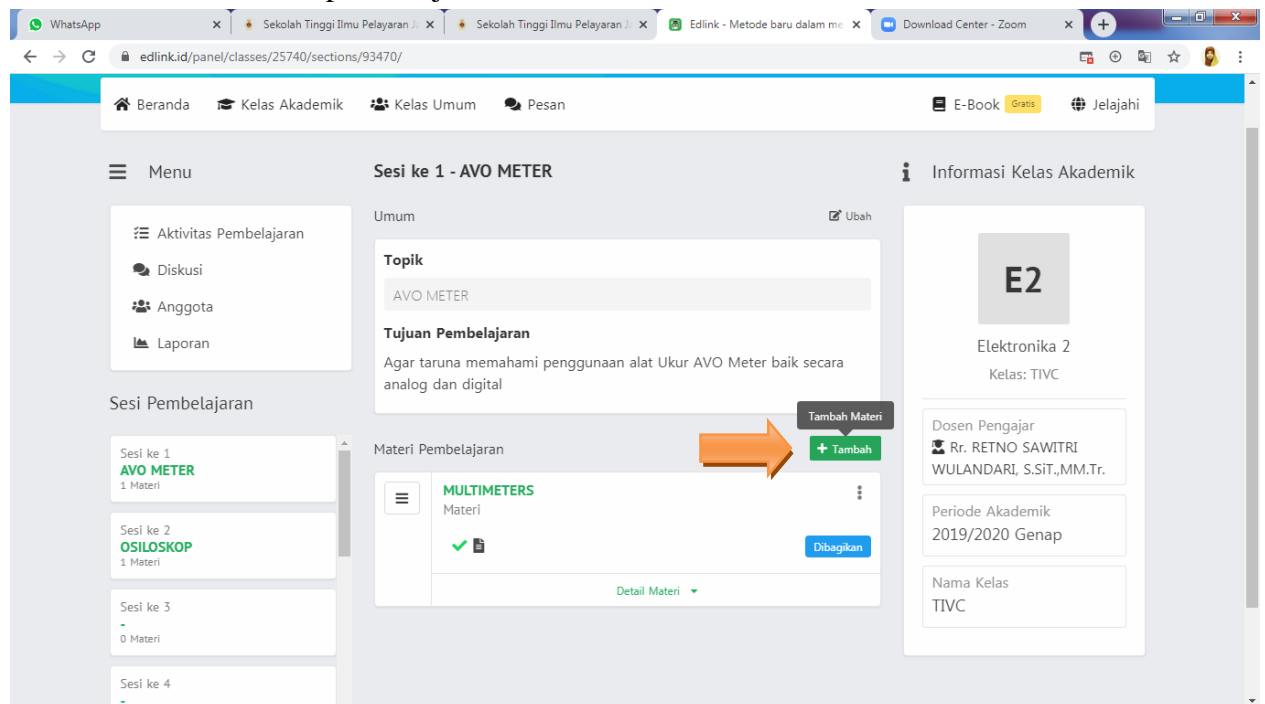 WhatsApp
Sekolah Tinggi Ilmu Pelayaran J
Sekolah Tinggi Ilmu Pelayaran J
Edlink - Metode baru dalam me
Download Center - Zoom
edlink.id/panel/classes/25740/sections/93470/
Beranda
Kelas Akademik
Kelas Umum
Pesan
E-Book Gratis
Jelajahi
Menu
Aktivitas Pembelajaran
Diskusi
Anggota
Laporan
Sesi Pembelajaran
Sesi ke 1
AVO METER
1 Materi
Sesi ke 2
OSILOSKOP
1 Materi
Sesi ke 3
-
0 Materi
Sesi ke 4
-
Sesi ke 1 - AVO METER
Umum
Ubah
Topik
AVO METER
Tujuan Pembelajaran
Agar taruna memahami penggunaan alat Ukur AVO Meter baik secara
analog dan digital
Tambah Materi
Materi Pembelajaran
+ Tambah
MULTIMETERS
Materi
Dibagikan
Detail Materi
Informasi Kelas Akademik
E2
Elektronika 2
Kelas: TIVC
Dosen Pengajar
Rr. RETNO SAWITRI
WULANDARI, S.SiT.,MM.Tr.
Periode Akademik
2019/2020 Genap
Nama Kelas
TIVC